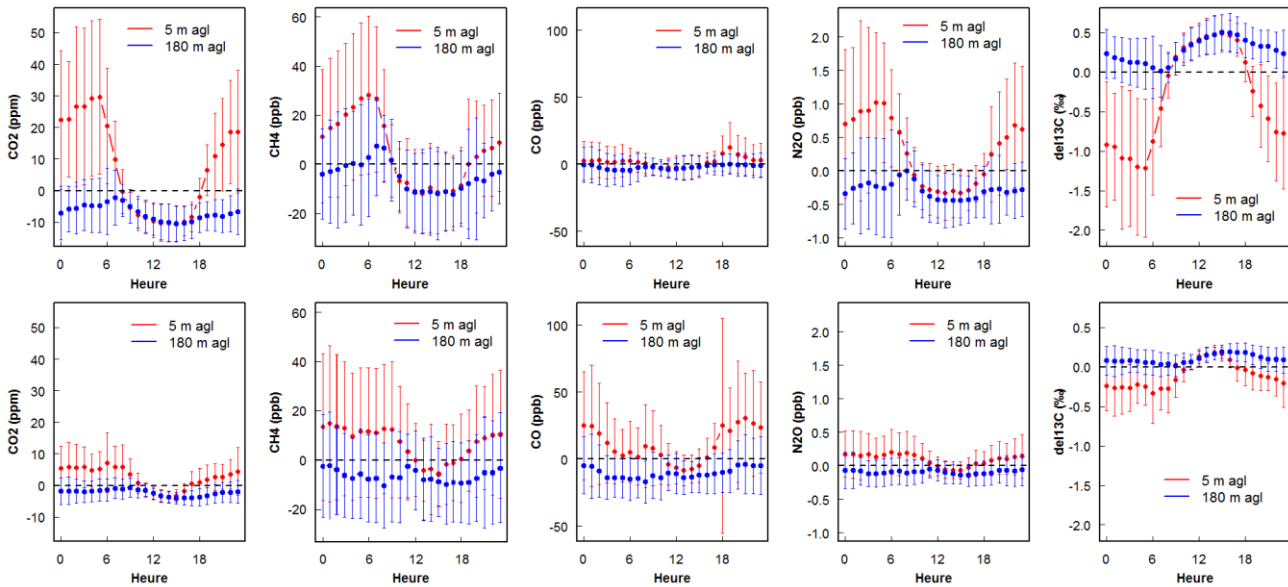 CO2 (ppm)
50
40
30
20
10
0
-10
5 m agl
180 m agl
0 6 12 18
Heure
CH4 (ppb)
60
40
20
0
-20
5 m agl
180 m agl
0 6 12 18
Heure
CO (ppb)
100
50
0
-50
5 m agl
180 m agl
0 6 12 18
Heure
N2O (ppb)
2.0
1.5
1.0
0.5
0.0
-0.5
-1.0
5 m agl
180 m agl
0 6 12 18
Heure
del13C (‰)
0.5
0.0
-0.5
-1.0
-1.5
-2.0
5 m agl
180 m agl
0 6 12 18
Heure
CO2 (ppm)
50
40
30
20
10
0
-10
5 m agl
180 m agl
0 6 12 18
Heure
CH4 (ppb)
60
40
20
0
-20
5 m agl
180 m agl
0 6 12 18
Heure
CO (ppb)
100
50
0
-50
5 m agl
180 m agl
0 6 12 18
Heure
N2O (ppb)
2.0
1.5
1.0
0.5
0.0
-0.5
-1.0
5 m agl
180 m agl
0 6 12 18
Heure
del13C (‰)
0.5
0.0
-0.5
-1.0
-1.5
-2.0
5 m agl
180 m agl
0 6 12 18
Heure